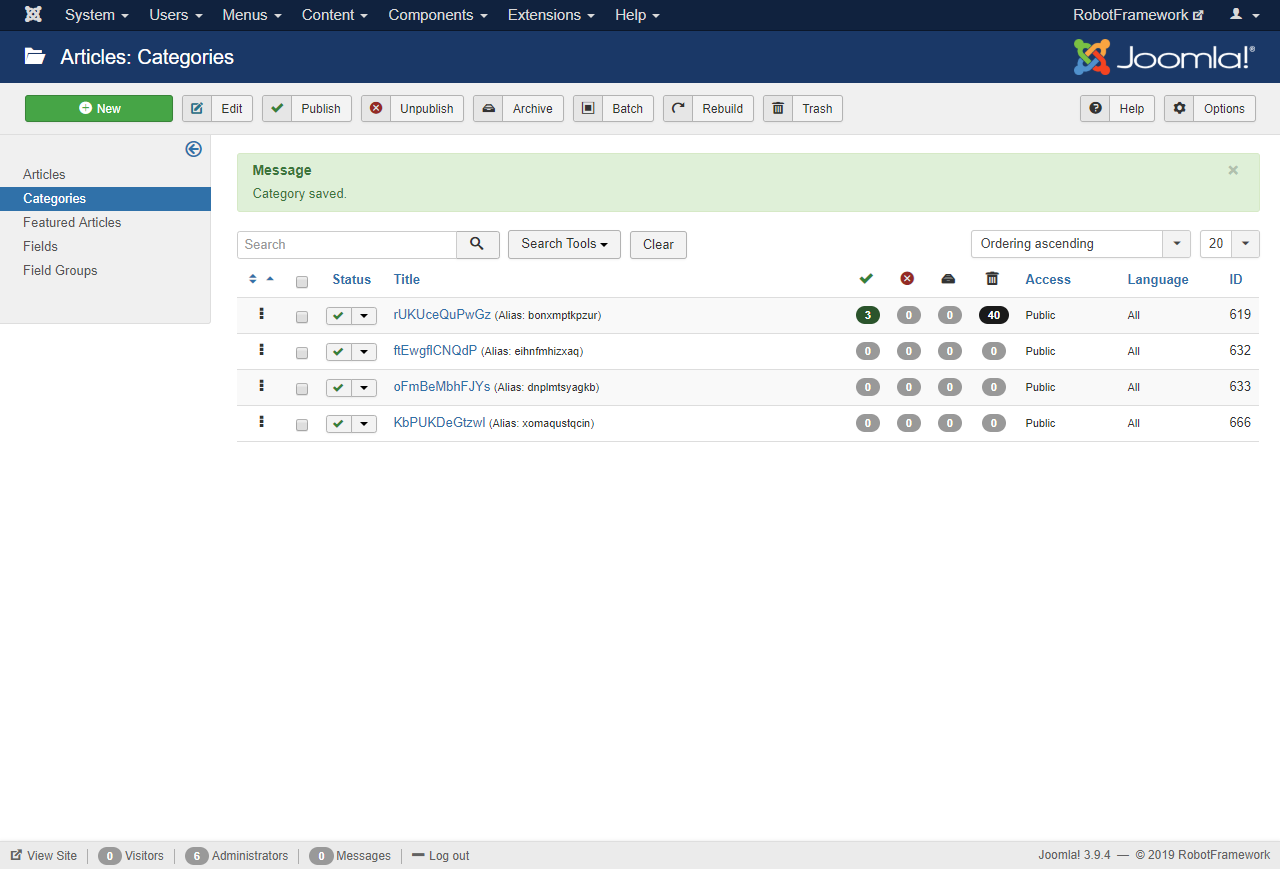 System Users Menus Content Components Extensions Help RobotFramework
Articles: Categories Joomla!®
New Edit Publish Unpublish Archive Batch Rebuild Trash Help Options
Articles
Categories
Featured Articles
Fields
Field Groups
Message ×
Category saved.
Search Search Tools Clear Ordering ascending 20
Status Title Access Language ID
rUKUceQuPwGz (Alias: bonxmptkpzur) 3 0 0 40 Public All 619
ftEwgflCNQdP (Alias: eihnfmhizxaq) 0 0 0 0 Public All 632
oFmBeMbhFJYs (Alias: dnplmtsyagkb) 0 0 0 0 Public All 633
KbPUKDeGtzwI (Alias: xomaqustqcin) 0 0 0 0 Public All 666
View Site 0 Visitors 6 Administrators 0 Messages Log out Joomla! 3.9.4 — © 2019 RobotFramework